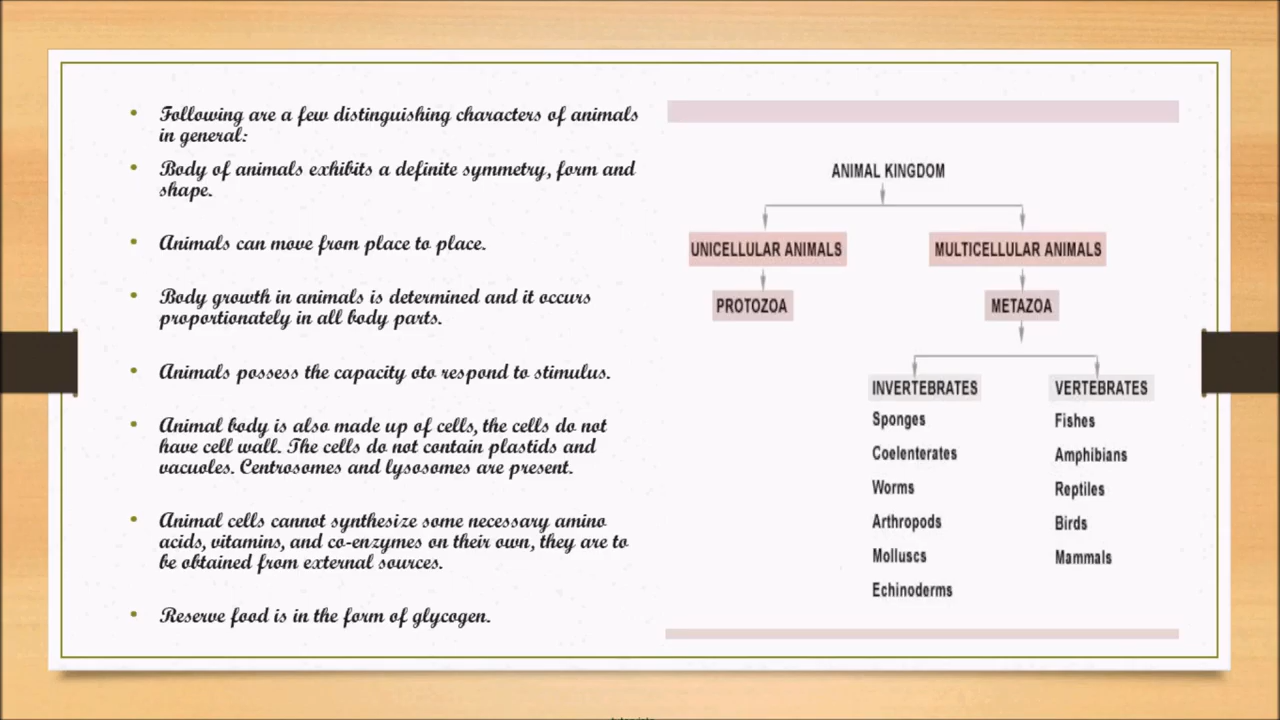 Following are a few distinguishing characters of animals
in general:
Body of animals exhibits a definite symmetry, form and
shape.
Animals can move from place to place.
Body growth in animals is determined and it occurs
proportionately in all body parts.
Animals possess the capacity oto respond to stimulus.
Animal body is also made up of cells, the cells do not
have cell wall. The cells do not contain plastids and
vacuoles. Centrosomes and lysosomes are present.
Animal cells cannot synthesize some necessary amino
acids, vitamins, and co-enzymes on their own, they are to
be obtained from external sources.
Reserve food is in the form of glycogen.
ANIMAL KINGDOM
UNICELLULAR ANIMALS
MULTICELLULAR ANIMALS
PROTOZOA
METAZOA
INVERTEBRATES
Sponges
Coelenterates
Worms
Arthropods
Molluscs
Echinoderms
VERTEBRATES
Fishes
Amphibians
Reptiles
Birds
Mammals